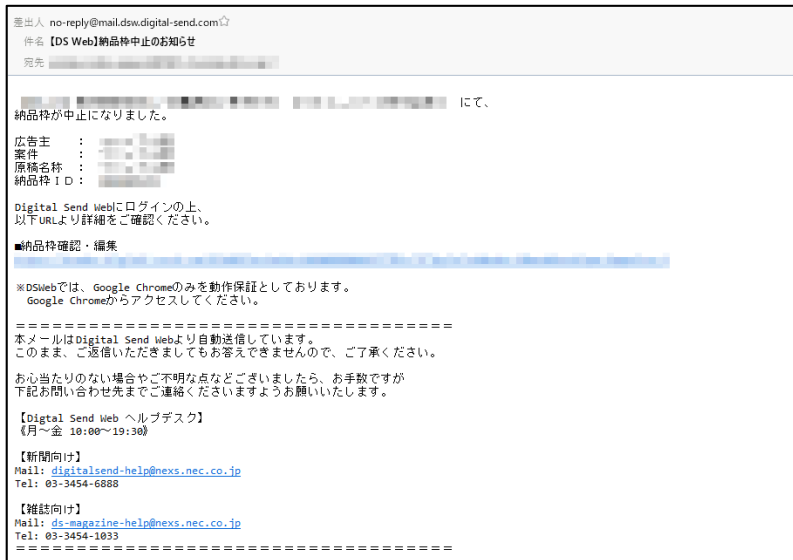 差出人 no-reply@mail.dsw.digital-send.com☆
件名 【DS Web】納品枠中止のお知らせ
宛先
にて、
納品枠が中止になりました。
広告主　　：
案件　　　：
原稿名称　：
納品枠ＩＤ：
Digital Send Webにログインの上、
以下URLより詳細をご確認ください。
■納品枠確認・編集
※DSWebでは、Google Chromeのみを動作保証としております。
Google Chromeからアクセスしてください。
＝＝＝＝＝＝＝＝＝＝＝＝＝＝＝＝＝＝＝＝＝＝＝＝＝＝＝＝＝＝＝＝＝＝＝＝
本メールはDigital Send Webより自動送信しています。
このまま、ご返信いただきましてもお答えできませんので、ご了承ください。
お心当たりのない場合やご不明な点などございましたら、お手数ですが
下記お問い合わせ先までご連絡くださいますようお願いいたします。
【Digtal Send Web ヘルプデスク】
《月～金 10:00～19:30》
【新聞向け】
Mail: digitalsend-help@nexs.nec.co.jp
Tel: 03-3454-6888
【雑誌向け】
Mail: ds-magazine-help@nexs.nec.co.jp
Tel: 03-3454-1033
＝＝＝＝＝＝＝＝＝＝＝＝＝＝＝＝＝＝＝＝＝＝＝＝＝＝＝＝＝＝＝＝＝＝＝＝